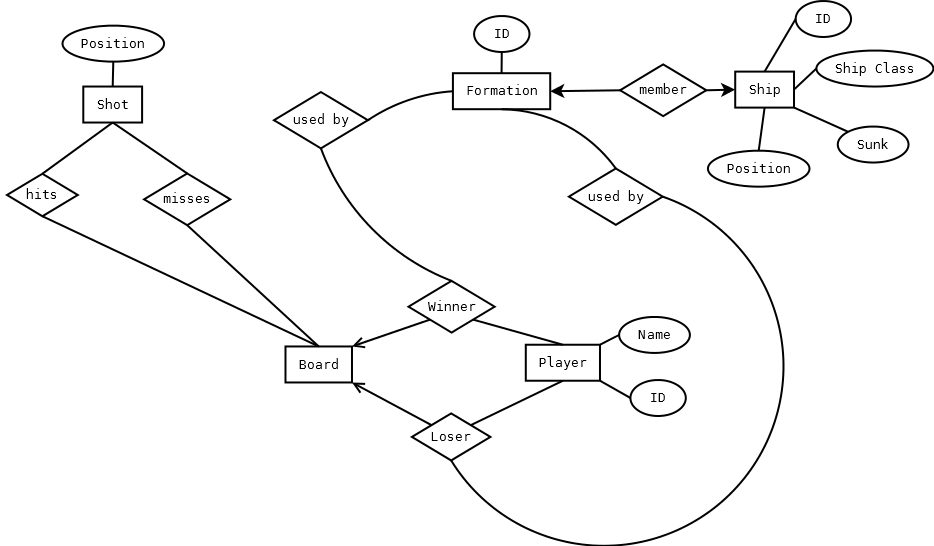 ID
Position
ID
Ship Class
Formation
member
Ship
Shot
used by
Sunk
Position
hits
misses
used by
Winner
Name
Board
Player
ID
Loser